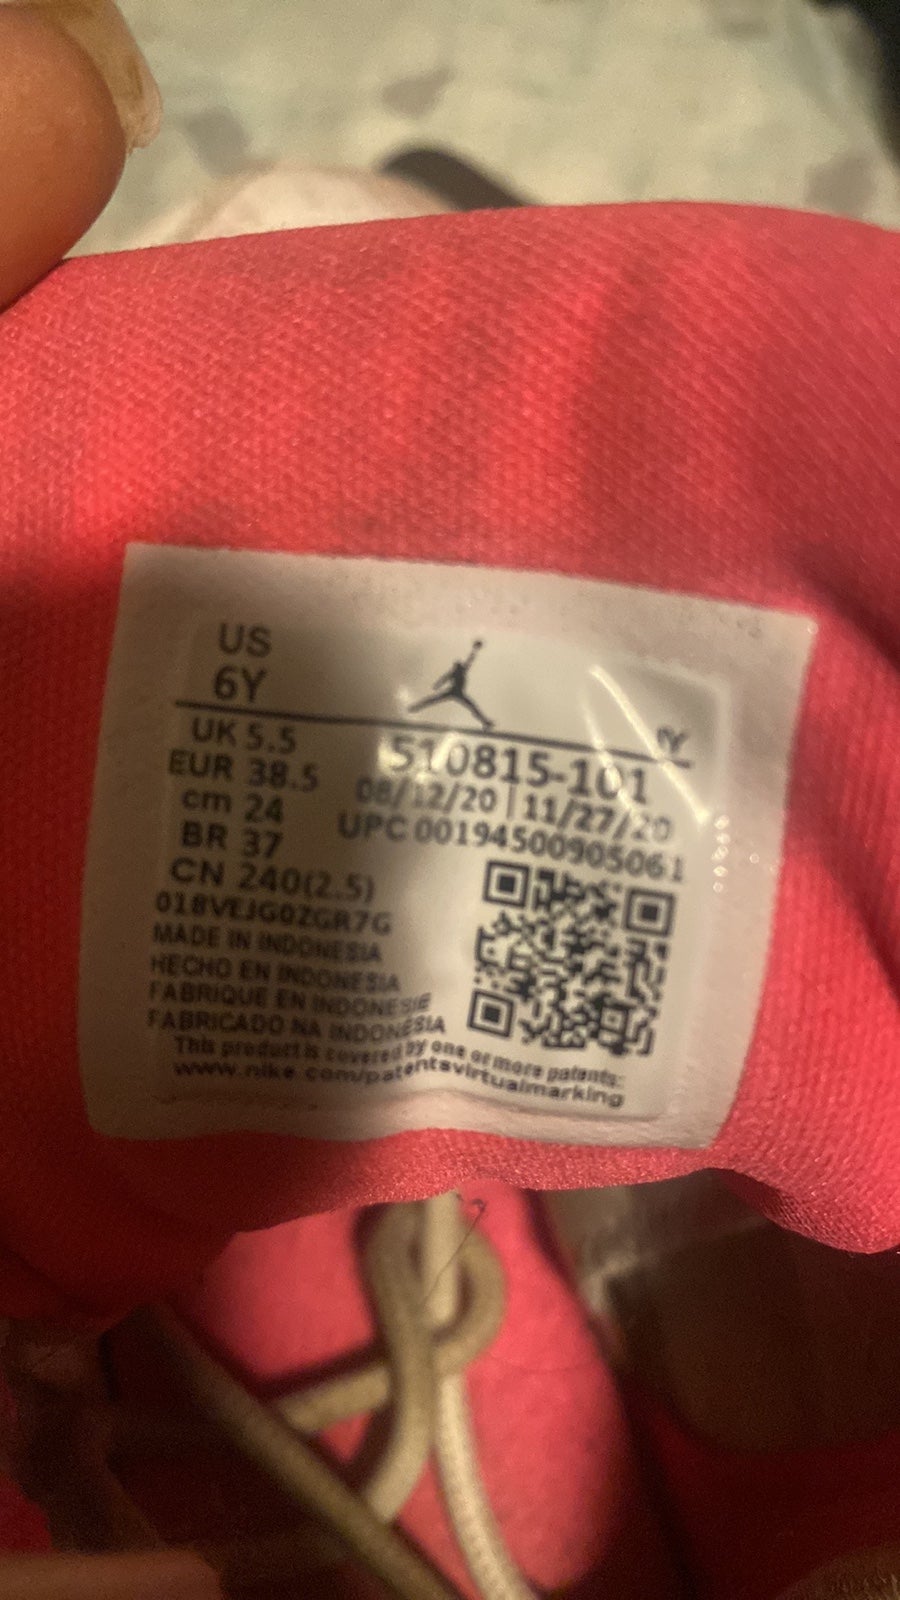 US
6Y
UK 5.5
EUR 38.5
cm 24
BR 37
CN 240(2.5)
510815-101
08/12/20 | 11/27/20
UPC 00194500905061
018VEJG0ZGR7G
MADE IN INDONESIA
HECHO EN INDONESIA
FABRIQUE EN INDONESIE
FABRICADO NA INDONÉSIA
This product is covered by one or more patents:
www.nike.com/patentsvirtualmarking